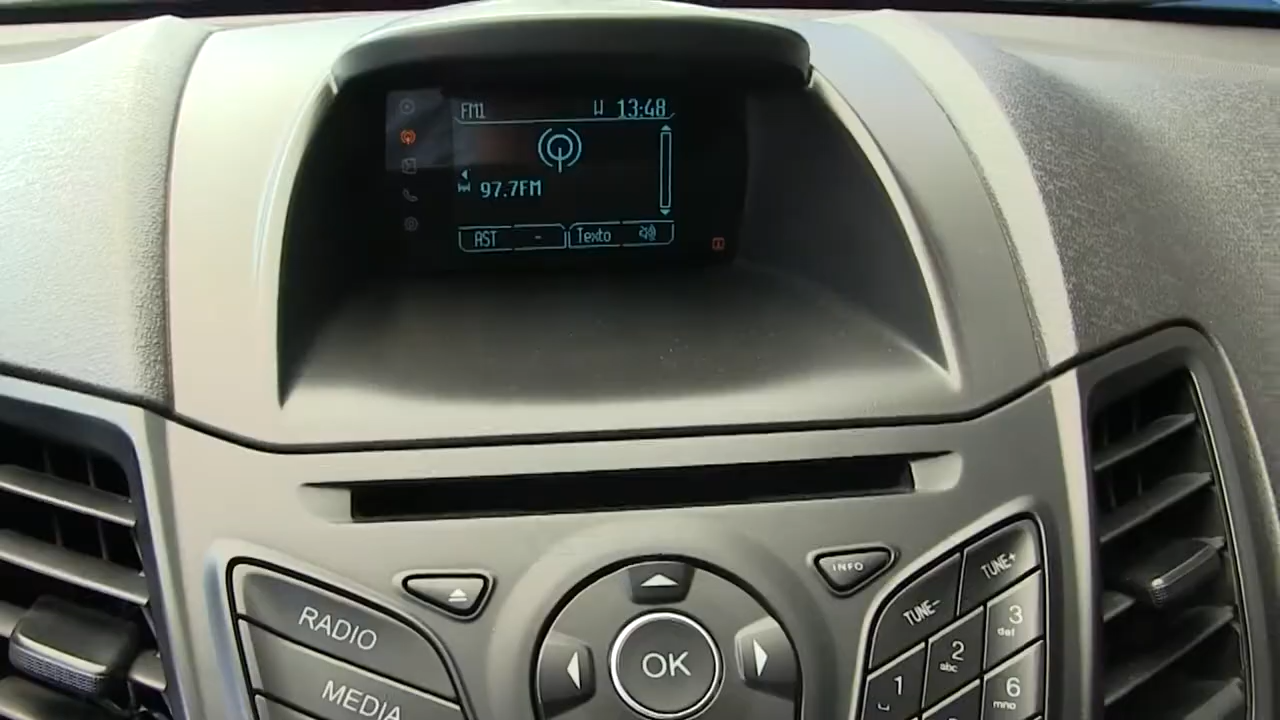 FM1 13:48
97.7FM
AST - Texto
INFO
TUNE+
TUNE-
RADIO
MEDIA
OK
3
def
2
abc
1
6
mno